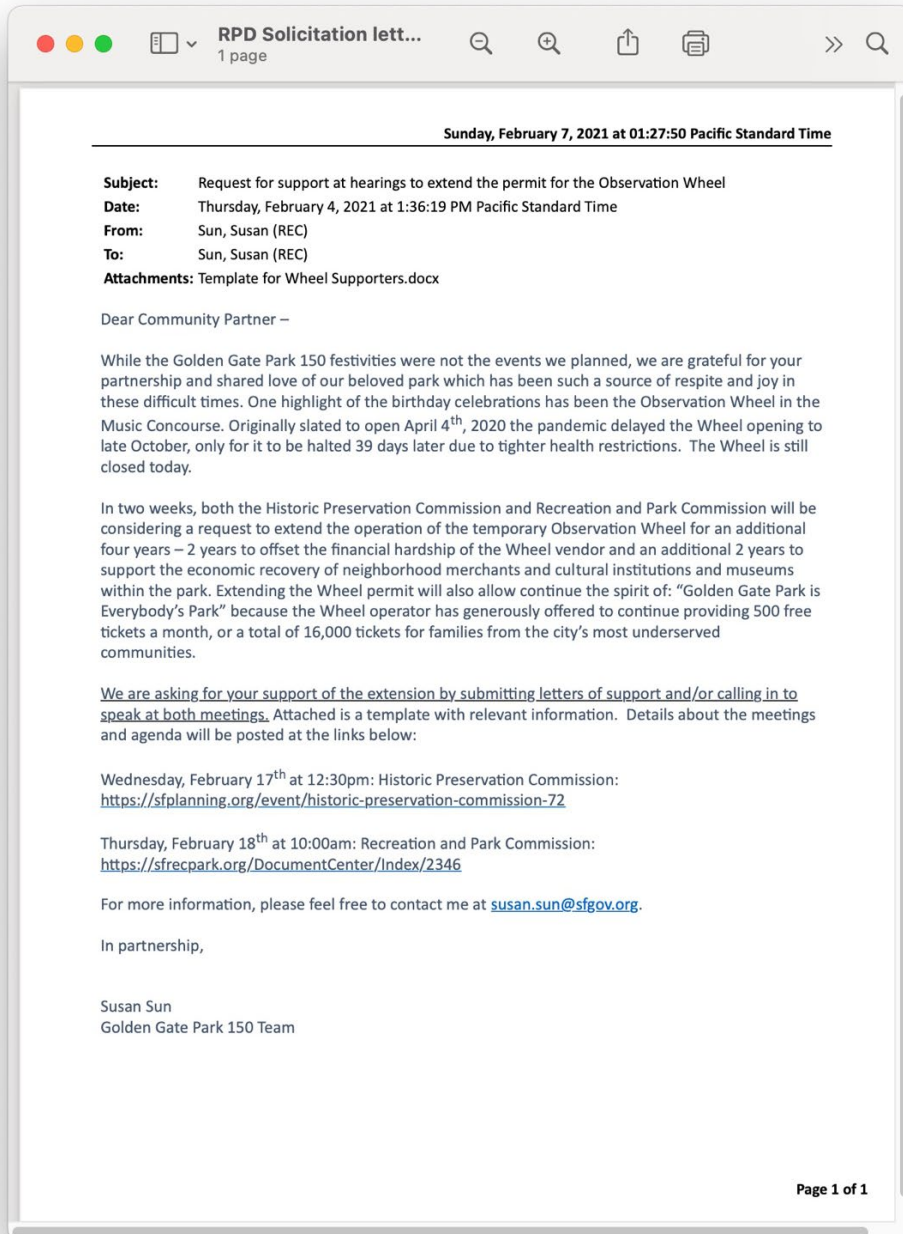 RPD Solicitation lett...
1 page
Sunday, February 7, 2021 at 01:27:50 Pacific Standard Time
Subject: Request for support at hearings to extend the permit for the Observation Wheel
Date: Thursday, February 4, 2021 at 1:36:19 PM Pacific Standard Time
From: Sun, Susan (REC)
To: Sun, Susan (REC)
Attachments: Template for Wheel Supporters.docx
Dear Community Partner –
While the Golden Gate Park 150 festivities were not the events we planned, we are grateful for your
partnership and shared love of our beloved park which has been such a source of respite and joy in
these difficult times. One highlight of the birthday celebrations has been the Observation Wheel in the
Music Concourse. Originally slated to open April 4th, 2020 the pandemic delayed the Wheel opening to
late October, only for it to be halted 39 days later due to tighter health restrictions.  The Wheel is still
closed today.
In two weeks, both the Historic Preservation Commission and Recreation and Park Commission will be
considering a request to extend the operation of the temporary Observation Wheel for an additional
four years – 2 years to offset the financial hardship of the Wheel vendor and an additional 2 years to
support the economic recovery of neighborhood merchants and cultural institutions and museums
within the park. Extending the Wheel permit will also allow continue the spirit of: “Golden Gate Park is
Everybody’s Park” because the Wheel operator has generously offered to continue providing 500 free
tickets a month, or a total of 16,000 tickets for families from the city’s most underserved
communities.
We are asking for your support of the extension by submitting letters of support and/or calling in to
speak at both meetings. Attached is a template with relevant information.  Details about the meetings
and agenda will be posted at the links below:
Wednesday, February 17th at 12:30pm: Historic Preservation Commission:
https://sfplanning.org/event/historic-preservation-commission-72
Thursday, February 18th at 10:00am: Recreation and Park Commission:
https://sfrecpark.org/DocumentCenter/Index/2346
For more information, please feel free to contact me at susan.sun@sfgov.org.
In partnership,
Susan Sun
Golden Gate Park 150 Team
Page 1 of 1